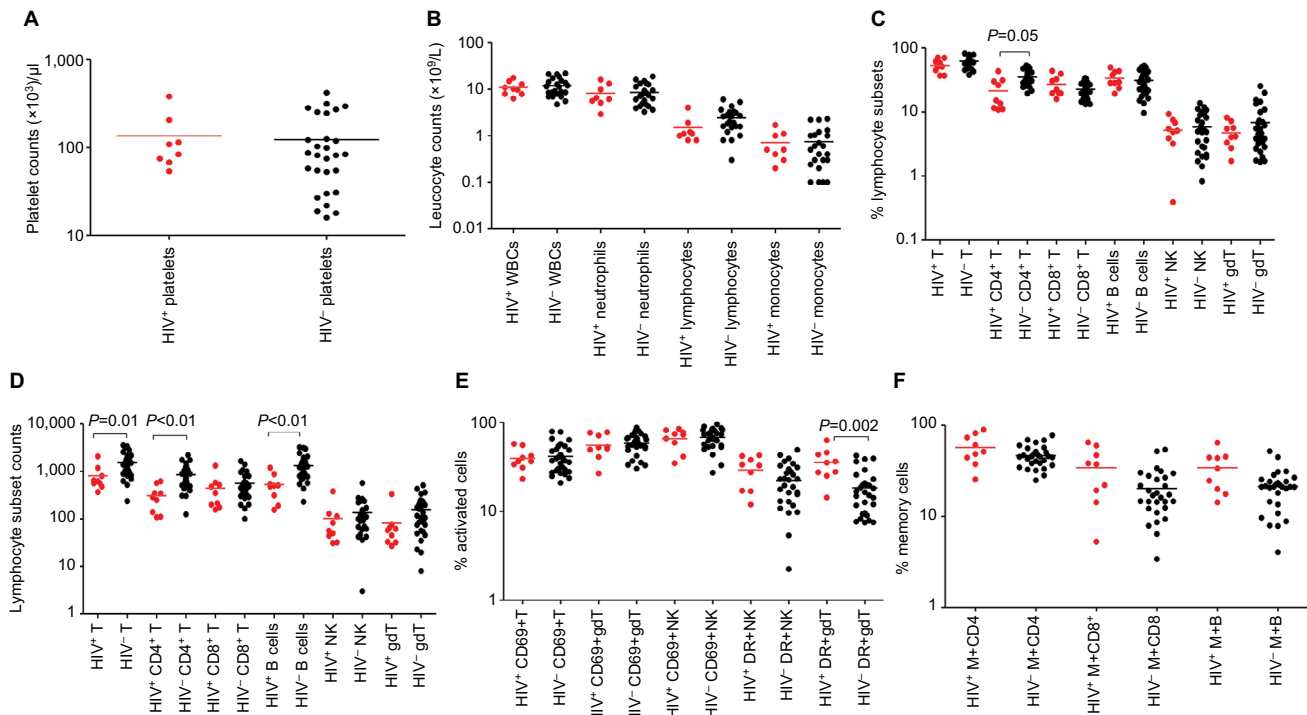 A
Platelet counts (×10³)/µl
1,000
100
10
HIV⁺ platelets
HIV⁻ platelets
B
Leucocyte counts (×10⁹/L)
100
10
1
0.1
0.01
HIV⁺ WBCs
HIV⁻ WBCs
HIV⁺ neutrophils
HIV⁻ neutrophils
HIV⁺ lymphocytes
HIV⁻ lymphocytes
HIV⁺ monocytes
HIV⁻ monocytes
C
% lymphocyte subsets
P=0.05
100
10
1
0.1
HIV⁺ T
HIV⁻ T
HIV⁺ CD4⁺ T
HIV⁻ CD4⁺ T
HIV⁺ CD8⁺ T
HIV⁻ CD8⁺ T
HIV⁺ B cells
HIV⁻ B cells
HIV⁺ NK
HIV⁻ NK
HIV⁺ gdT
HIV⁻ gdT
D
Lymphocyte subset counts
10,000
1,000
100
10
1
P=0.01
P<0.01
P<0.01
HIV⁺ T
HIV⁻ T
HIV⁺ CD4⁺ T
HIV⁻ CD4⁺ T
HIV⁺ CD8⁺ T
HIV⁻ CD8⁺ T
HIV⁺ B cells
HIV⁻ B cells
HIV⁺ NK
HIV⁻ NK
HIV⁺ gdT
HIV⁻ gdT
E
% activated cells
100
10
1
P=0.002
HIV⁺ CD69+T
HIV⁻ CD69+T
HIV⁺ CD69+gdT
HIV⁻ CD69+gdT
HIV⁺ CD69+NK
HIV⁻ CD69+NK
HIV⁺ DR+NK
HIV⁻ DR+NK
HIV⁺ DR+gdT
HIV⁻ DR+gdT
F
% memory cells
100
10
1
HIV⁺ M+CD4
HIV⁻ M+CD4
HIV⁺ M+CD8⁺
HIV⁻ M+CD8
HIV⁺ M+B
HIV⁻ M+B